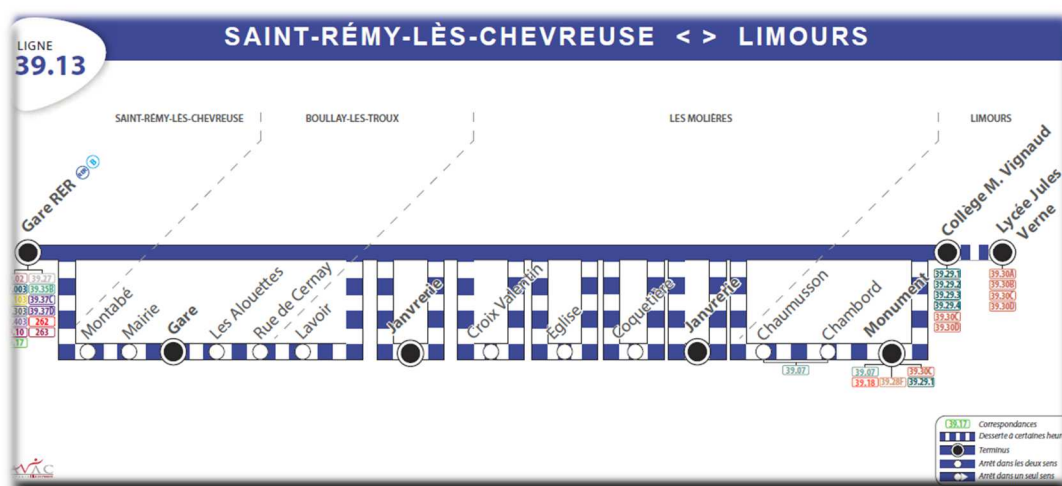 SAINT-RÉMY-LÈS-CHEVREUSE < > LIMOURS
LIGNE
39.13
SAINT-RÉMY-LÈS-CHEVREUSE
BOULLAY-LES-TROUX
LES MOLIÈRES
LIMOURS
Gare RER
B
Montabé
Mairie
Gare
Les Alouettes
Rue de Cernay
Lavoir
Janvrerie
Croix Valentin
Eglise
Coquetière
Janvrerie
Chaumusson
Chambord
Monument
Collège M. Vignaud
Lycée Jules
Verne
39.27
39.35B
39.37C
39.37D
262
263
39.07
39.07
39.18
39.28F
39.30C
39.29.1
39.29.1
39.29.2
39.29.3
39.29.4
39.30C
39.30D
39.30A
39.30B
39.30C
39.30D
39.17 Correspondances
Desserte à certaines heur
Terminus
Arrêt dans les deux sens
Arrêt dans un seul sens